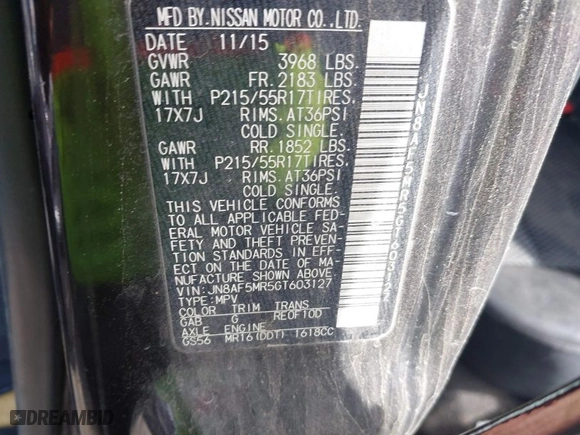 MFD BY.NISSAN MOTOR CO.,LTD.
DATE 11/15
GVWR 3968 LBS.
GAWR FR.2183 LBS.
WITH P215/55R17TIRES.
17X7J RIMS.AT36PSI
COLD SINGLE.
GAWR RR.1852 LBS.
WITH P215/55R17TIRES.
17X7J RIMS.AT36PSI
COLD SINGLE.
THIS VEHICLE CONFORMS
TO ALL APPLICABLE FED-
ERAL MOTOR VEHICLE SA-
FETY AND THEFT PREVEN-
TION STANDARDS IN EF-
FECT ON THE DATE OF MA-
NUFACTURE SHOWN ABOVE.
VIN:JN8AF5MR5GT603127
TYPE:MPV
COLOR TRIM TRANS
GAB G RE0F10D
AXLE ENGINE
GS56 MR16(DDT) 1618CC
DREAMBID